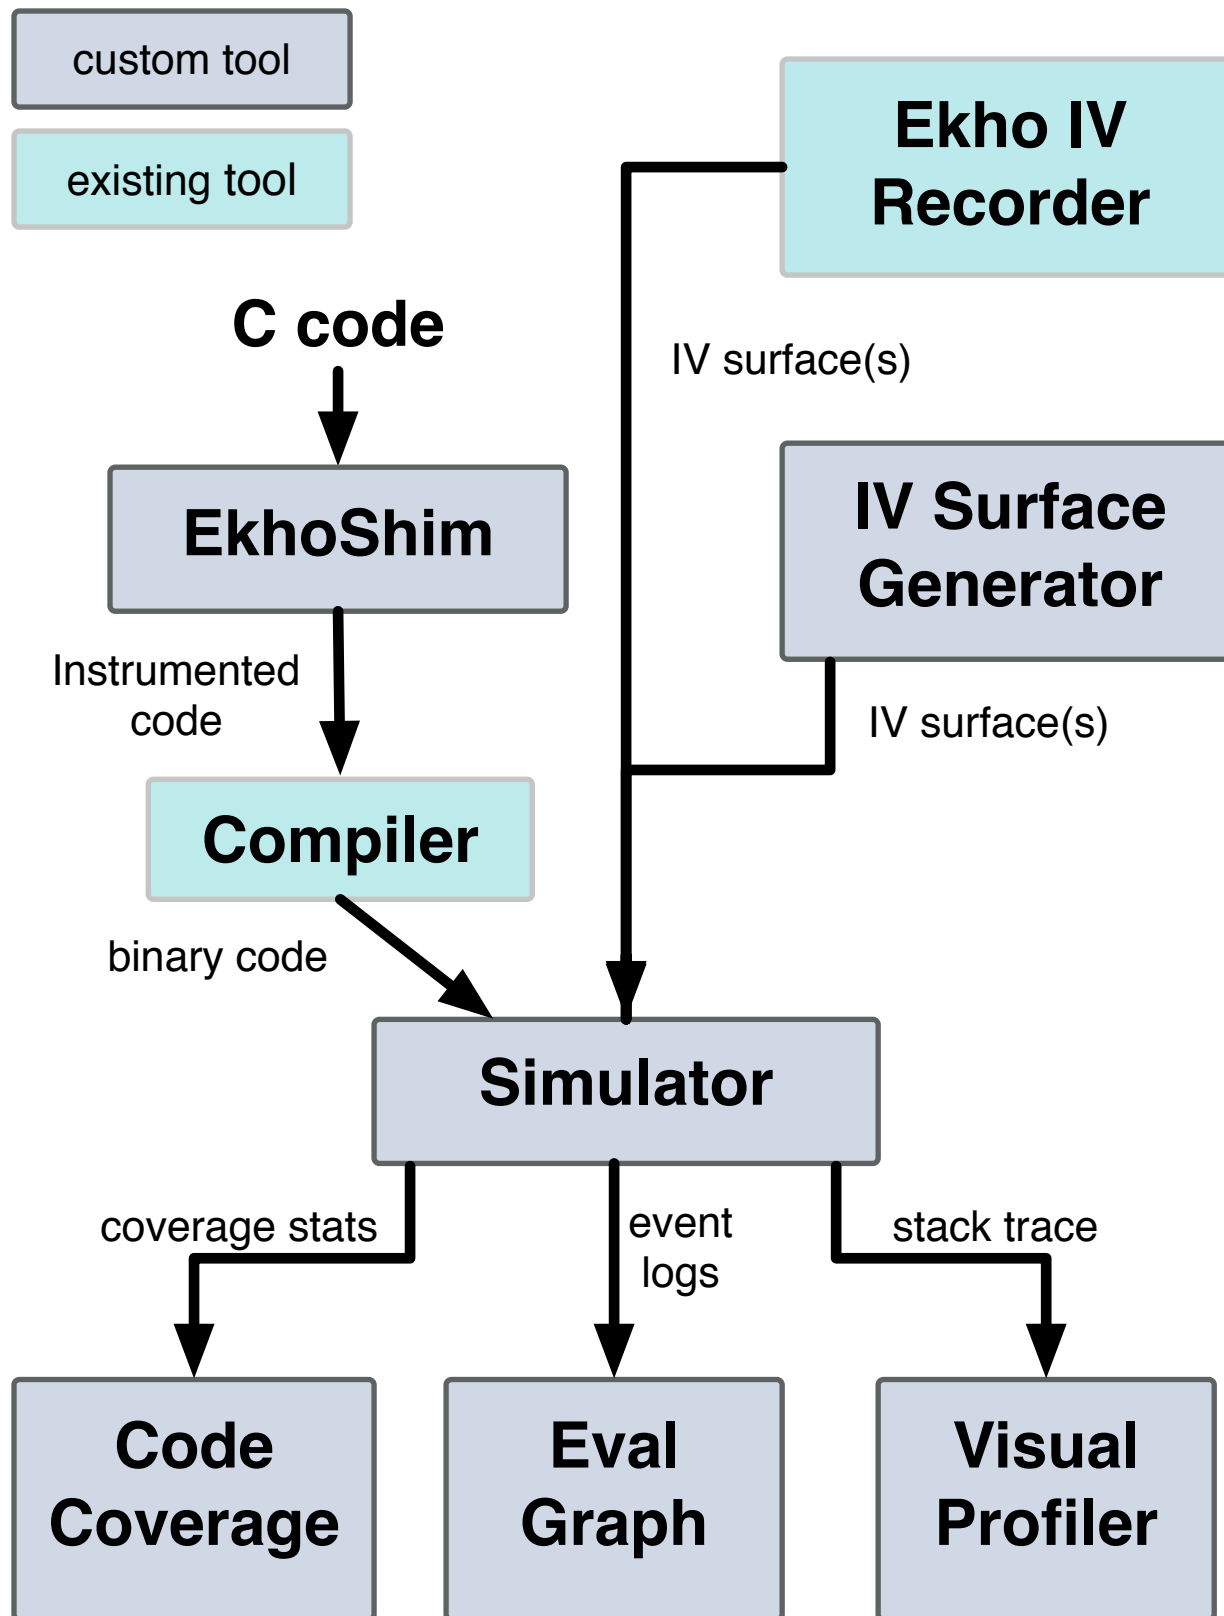 custom tool
existing tool
Ekho IV
Recorder
C code
IV surface(s)
EkhoShim
IV Surface
Generator
Instrumented
code
IV surface(s)
Compiler
binary code
Simulator
coverage stats
event
logs
stack trace
Code
Coverage
Eval
Graph
Visual
Profiler